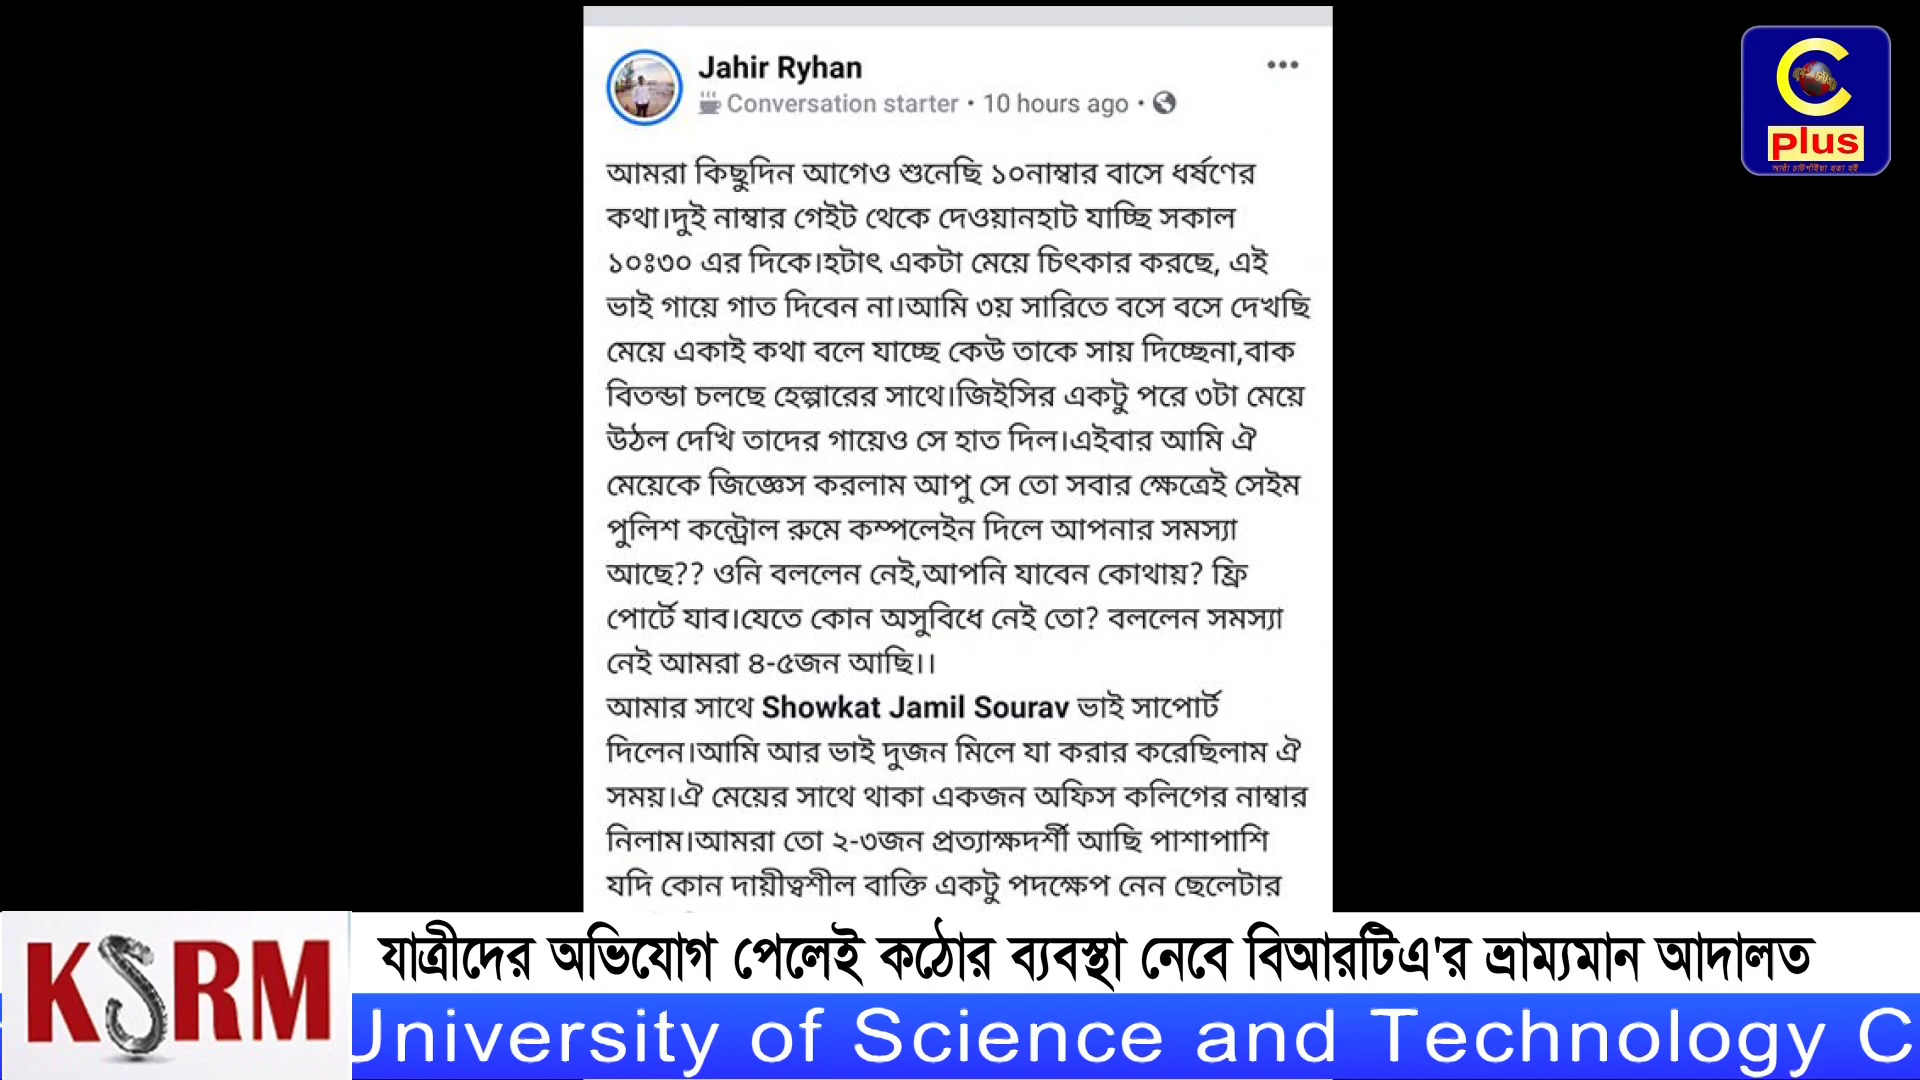 Jahir Ryhan
Conversation starter • 10 hours ago •
আমরা কিছুদিন আগেও শুনেছি ১০নাম্বার বাসে ধর্ষণের
কথা।দুই নাম্বার গেইট থেকে দেওয়ানহাট যাচ্ছি সকাল
১০ঃ৩০ এর দিকে।হটাৎ একটা মেয়ে চিৎকার করছে, এই
ভাই গায়ে গাত দিবেন না।আমি ৩য় সারিতে বসে বসে দেখছি
মেয়ে একাই কথা বলে যাচ্ছে কেউ তাকে সায় দিচ্ছেনা,বাক
বিতন্ডা চলছে হেল্পারের সাথে।জিইসির একটু পরে ৩টা মেয়ে
উঠল দেখি তাদের গায়েও সে হাত দিল।এইবার আমি ঐ
মেয়েকে জিজ্ঞেস করলাম আপু সে তো সবার ক্ষেত্রেই সেইম
পুলিশ কন্ট্রোল রুমে কম্পলেইন দিলে আপনার সমস্যা
আছে?? ওনি বললেন নেই,আপনি যাবেন কোথায়? ফ্রি
পোর্টে যাব।যেতে কোন অসুবিধে নেই তো? বললেন সমস্যা
নেই আমরা ৪-৫জন আছি।।
আমার সাথে Showkat Jamil Sourav ভাই সাপোর্ট
দিলেন।আমি আর ভাই দুজন মিলে যা করার করেছিলাম ঐ
সময়।ঐ মেয়ের সাথে থাকা একজন অফিস কলিগের নাম্বার
নিলাম।আমরা তো ২-৩জন প্রত্যাক্ষদর্শী আছি পাশাপাশি
যদি কোন দায়ীত্বশীল ব্যক্তি একটু পদক্ষেপ নেন ছেলেটার
C
plus
KSRM
যাত্রীদের অভিযোগ পেলেই কঠোর ব্যবস্থা নেবে বিআরটিএ'র ভ্রাম্যমান আদালত
University of Science and Technology C